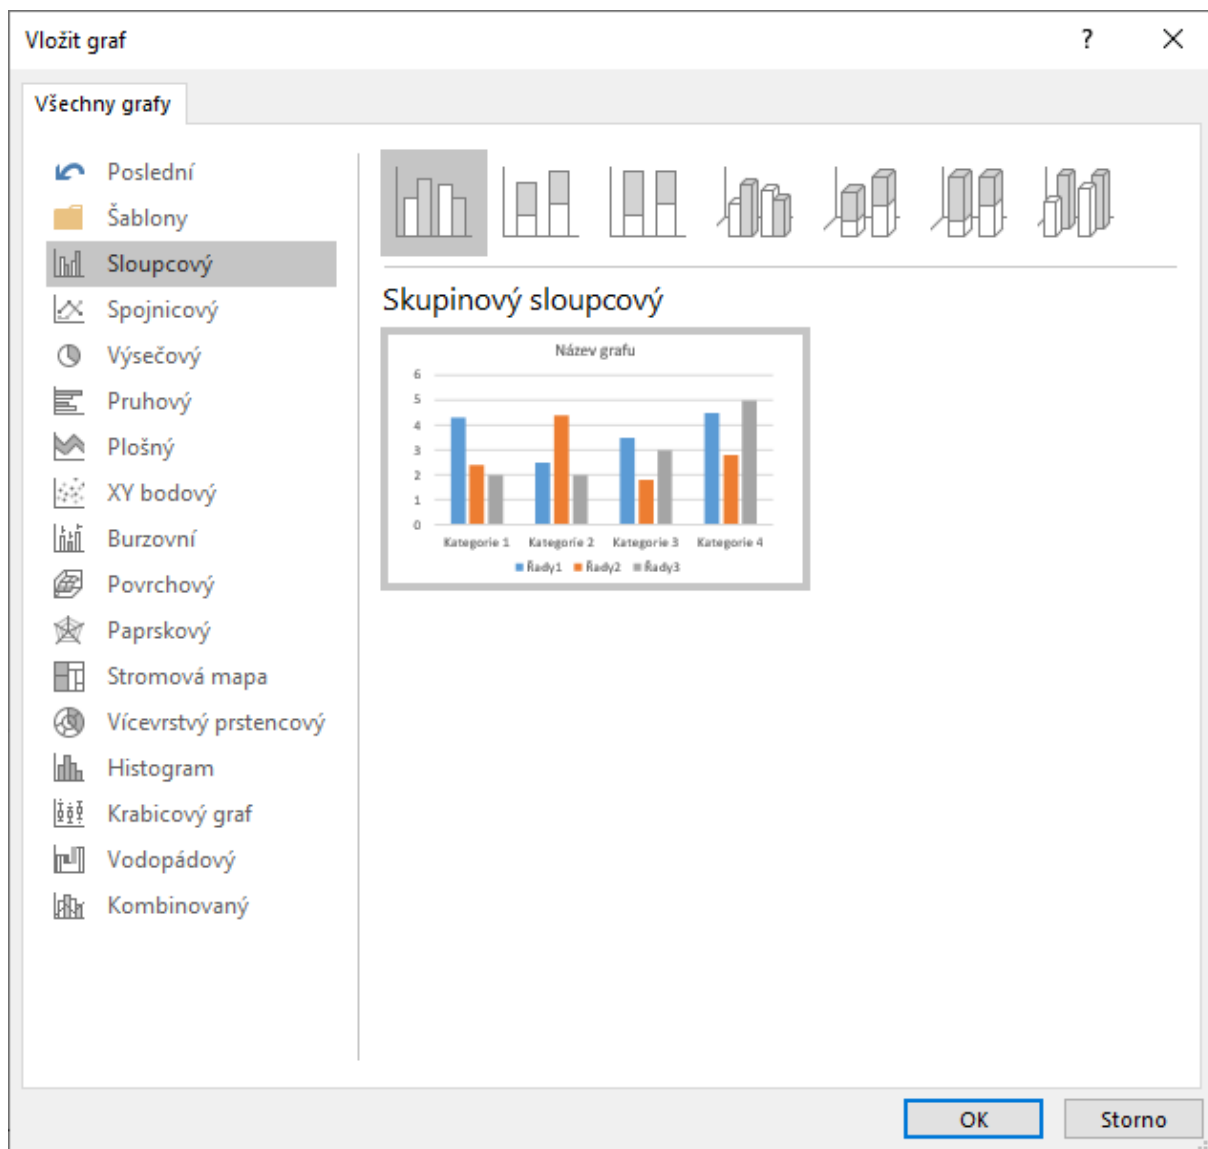 Vložit graf
?
Všechny grafy
Poslední
Šablony
Sloupcový
Spojnicový
Výsečový
Pruhový
Plošný
XY bodový
Burzovní
Povrchový
Paprskový
Stromová mapa
Vícevrstvý prstencový
Histogram
Krabicový graf
Vodopádový
Kombinovaný
Skupinový sloupcový
Název grafu
6
5
4
3
2
1
0
Kategorie 1 Kategorie 2 Kategorie 3 Kategorie 4
Řady1 Řady2 Řady3
OK Storno